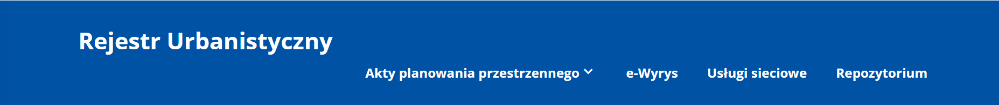 Rejestr Urbanistyczny
Akty planowania przestrzennego e-Wyrys Usługi sieciowe Repozytorium